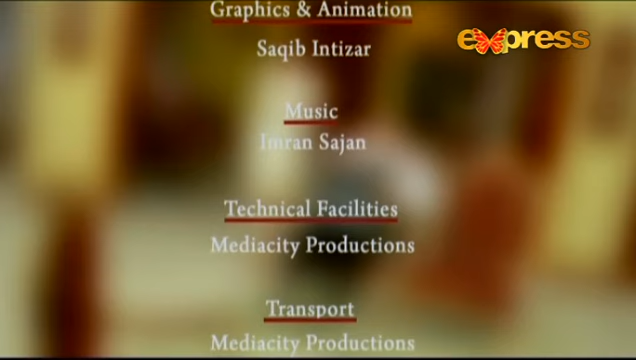 Graphics & Animation
express
Saqib Intizar
Music
Imran Sajan
Technical Facilities
Mediacity Productions
Transport
Mediacity Productions